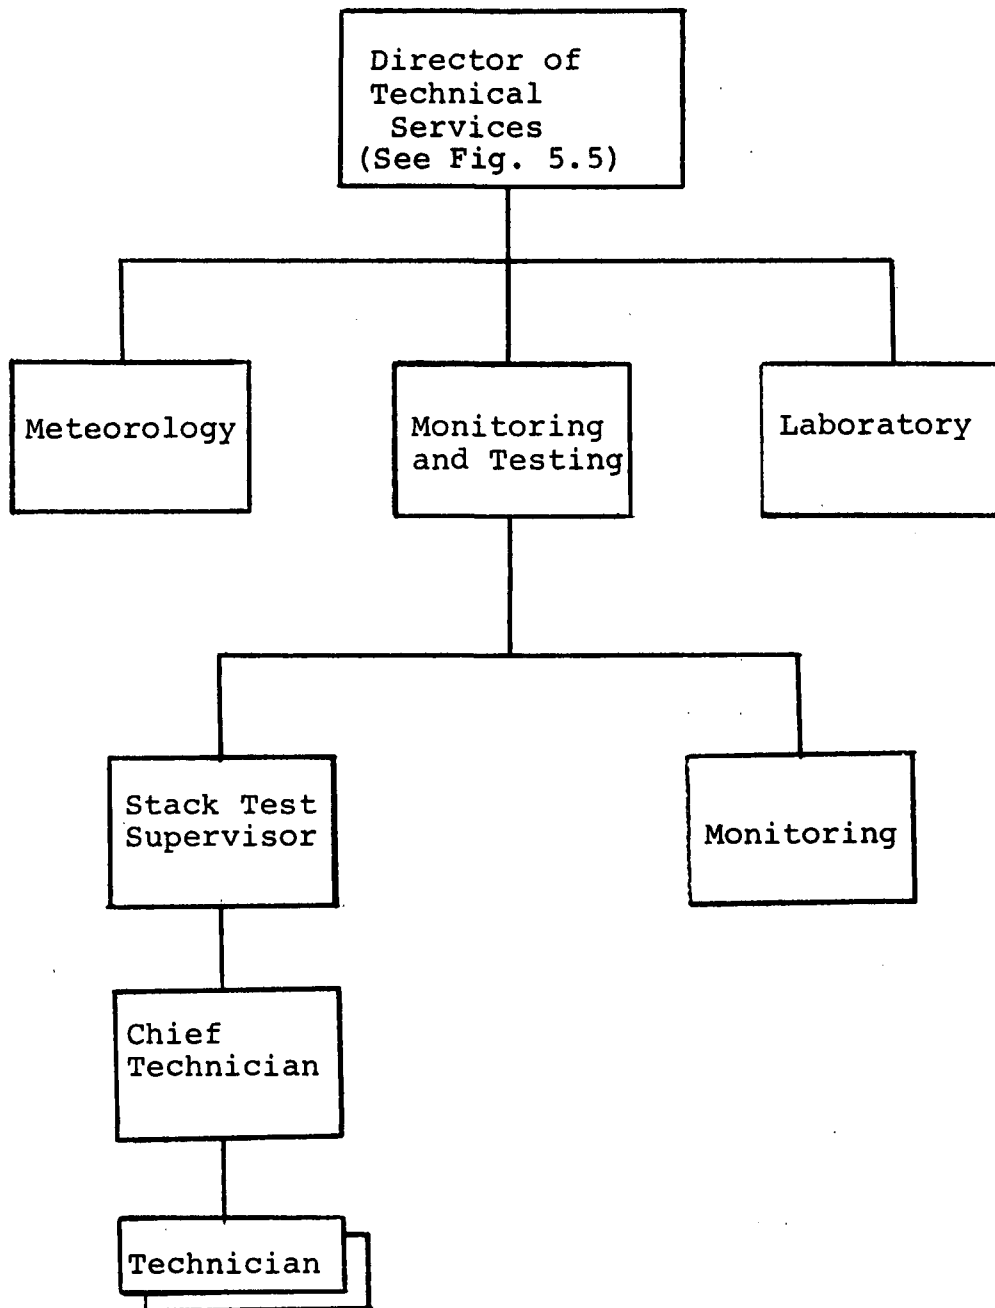 Director of
Technical
Services
(See Fig. 5.5)
Meteorology
Monitoring
and Testing
Laboratory
Stack Test
Supervisor
Monitoring
Chief
Technician
Technician